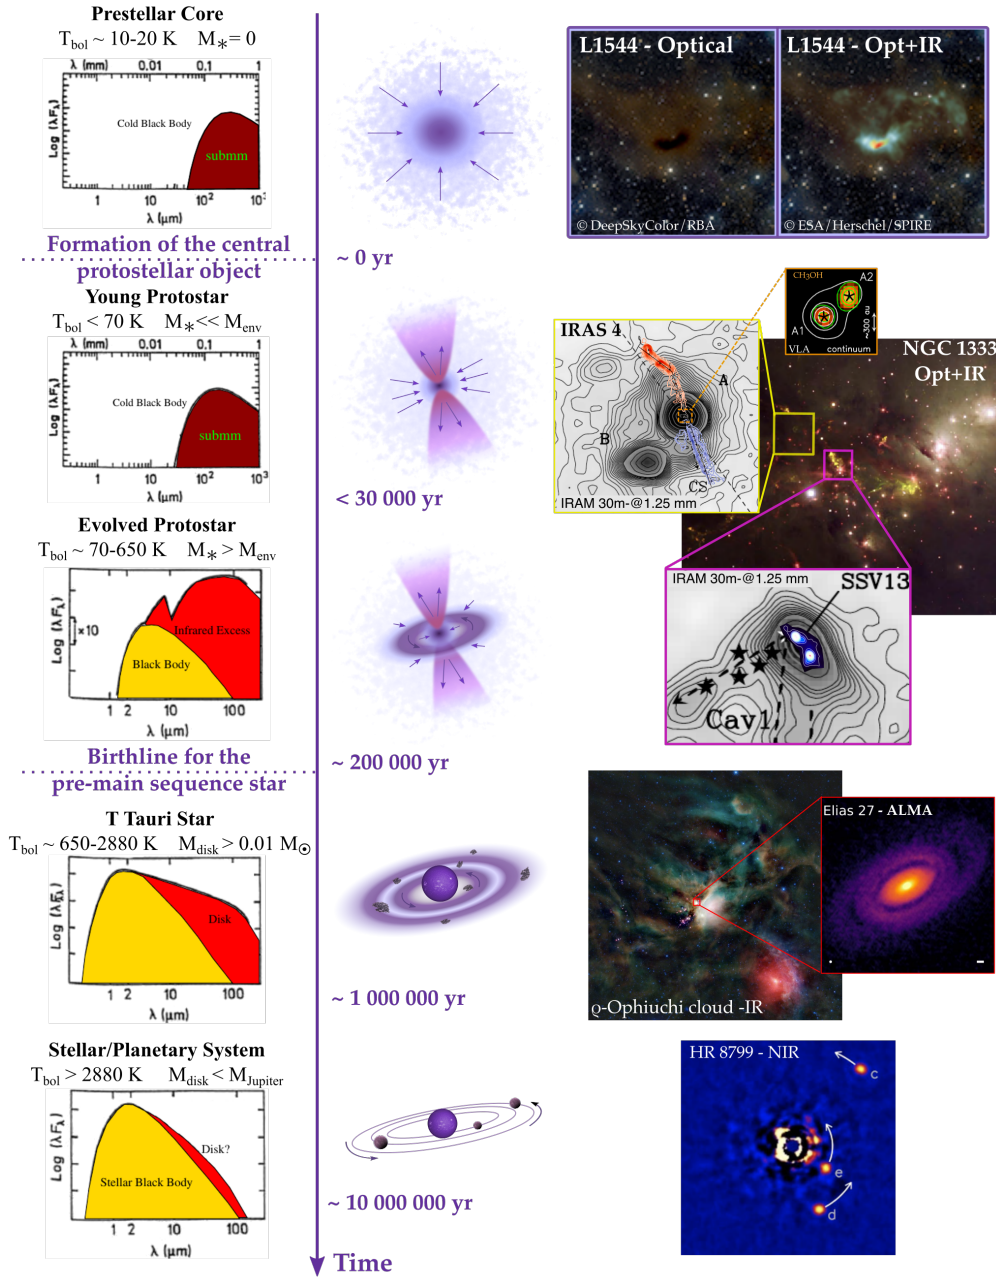 Prestellar Core
T_bol ~ 10-20 K M_* = 0
λ (mm) 0.01 0.1 1
Log (λF_λ)
Cold Black Body
submm
1 10 10² 10³
λ (μm)
L1544 - Optical
© DeepSkyColor/RBA
L1544 - Opt+IR
© ESA/Herschel/SPIRE
Formation of the central
protostellar object
~ 0 yr
Young Protostar
T_bol < 70 K M_* << M_env
λ (mm) 0.01 0.1 1
Log (λF_λ)
Cold Black Body
submm
1 10 10² 10³
λ (μm)
< 30 000 yr
IRAS 4
A
B
CS
IRAM 30m-@1.25 mm
CH3OH
A2
A1
~300 au
VLA continuum
NGC 1333
Opt+IR
Evolved Protostar
T_bol ~ 70-650 K M_* > M_env
Log (λF_λ)
×10
Infrared Excess
Black Body
1 2 10 100
λ (μm)
IRAM 30m-@1.25 mm
SSV13
Cav1
Birthline for the
pre-main sequence star
~ 200 000 yr
T Tauri Star
T_bol ~ 650-2880 K M_disk > 0.01 M_☉
Log (λF_λ)
Disk
1 2 10 100
λ (μm)
~ 1 000 000 yr
Elias 27 - ALMA
ϱ-Ophiuchi cloud -IR
Stellar/Planetary System
T_bol > 2880 K M_disk < M_Jupiter
Log (λF_λ)
Disk?
Stellar Black Body
1 2 10 100
λ (μm)
~ 10 000 000 yr
HR 8799 - NIR
c
e
d
Time